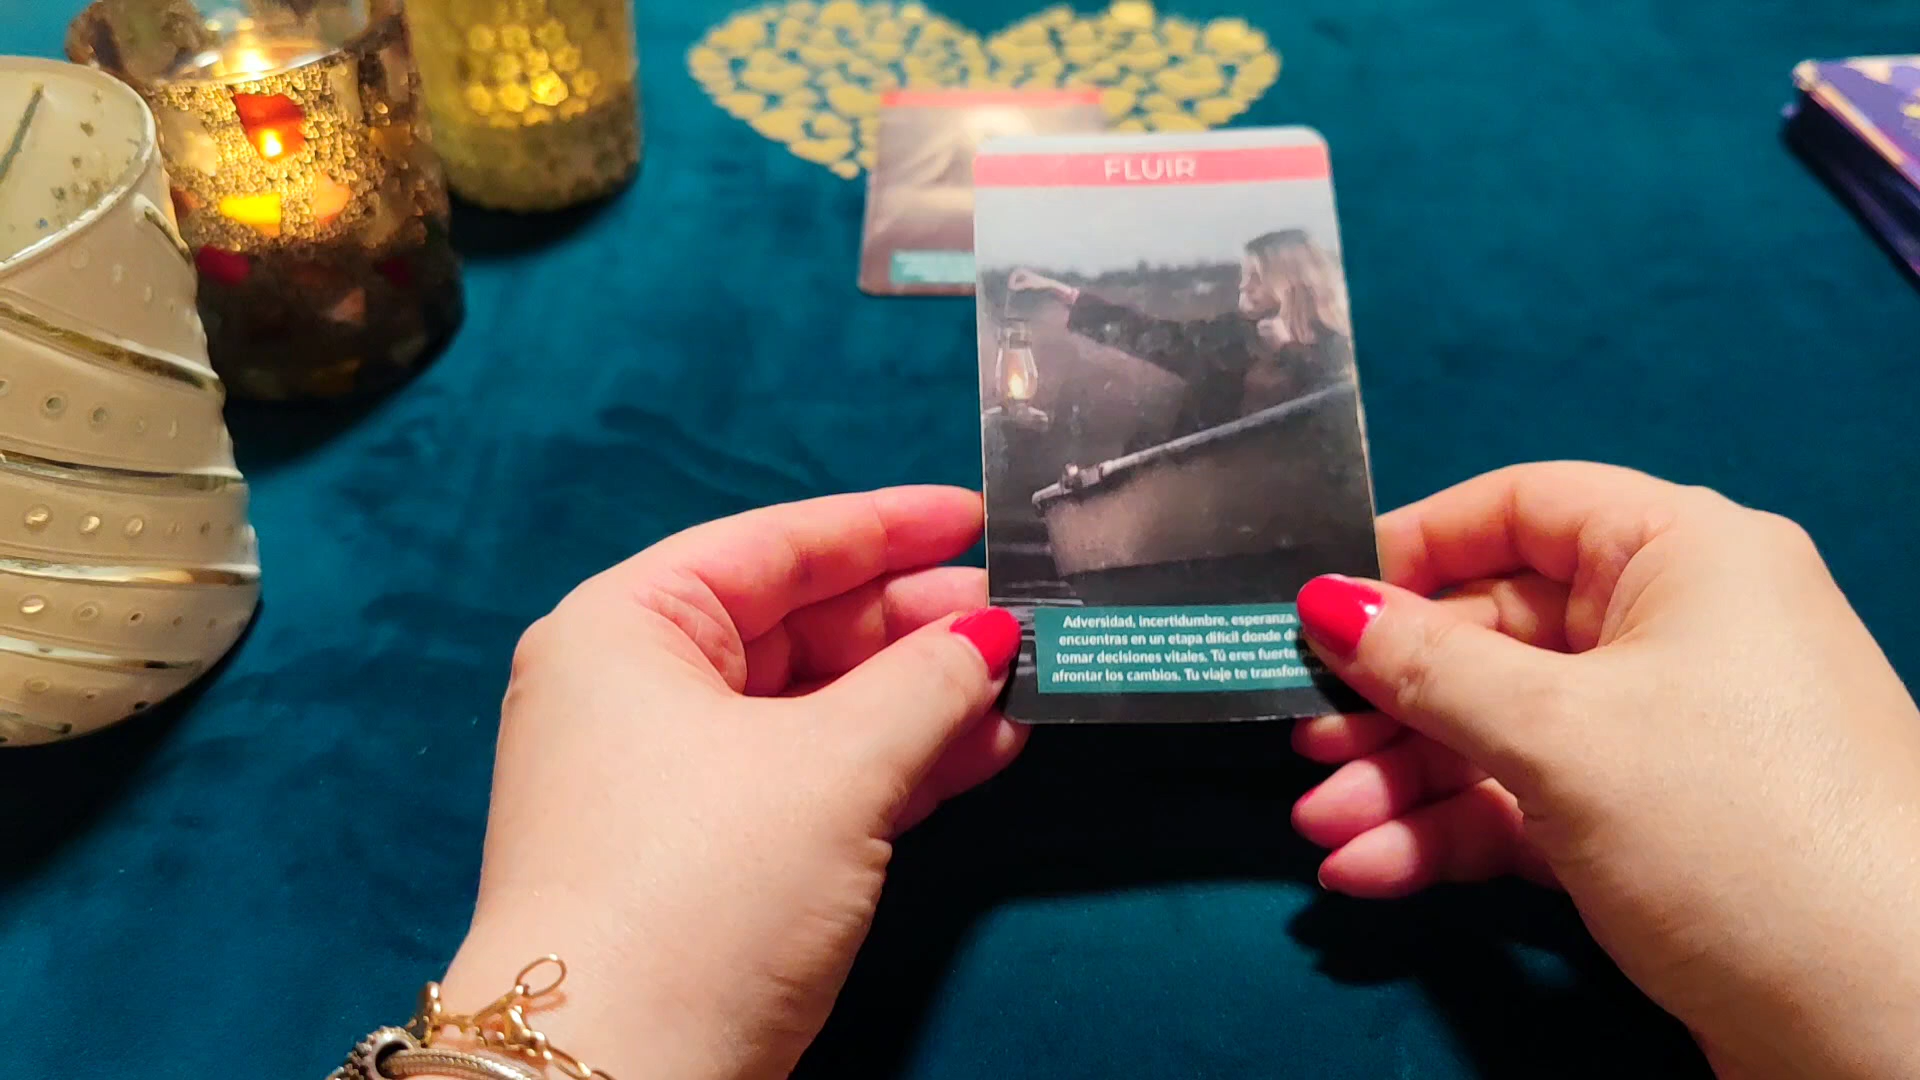 FLUIR
Adversidad, incertidumbre, esperanza.
encuentras en un etapa difícil donde
tomar decisiones vitales. Tú eres fuerte
afrontar los cambios. Tu viaje te